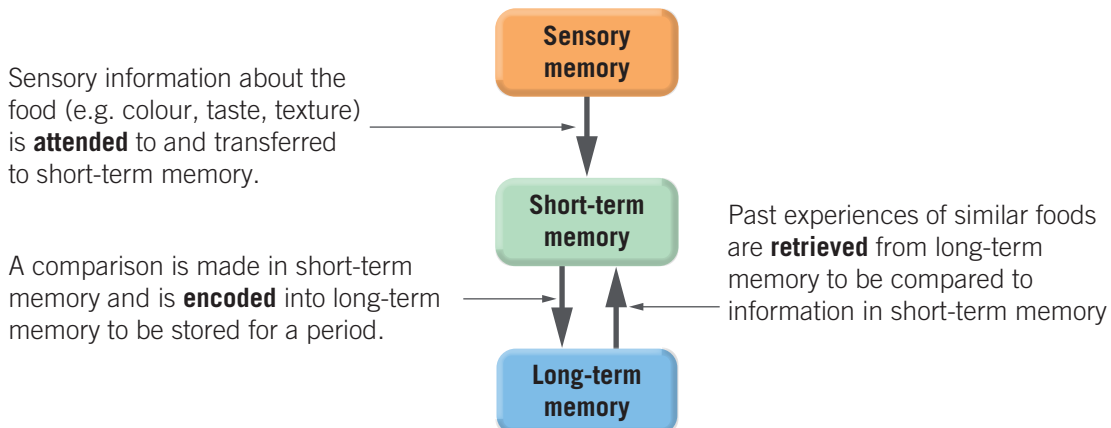 Sensory
memory
Sensory information about the
food (e.g. colour, taste, texture)
is attended to and transferred
to short-term memory.
Short-term
memory
Past experiences of similar foods
are retrieved from long-term
memory to be compared to
information in short-term memory
A comparison is made in short-term
memory and is encoded into long-term
memory to be stored for a period.
Long-term
memory